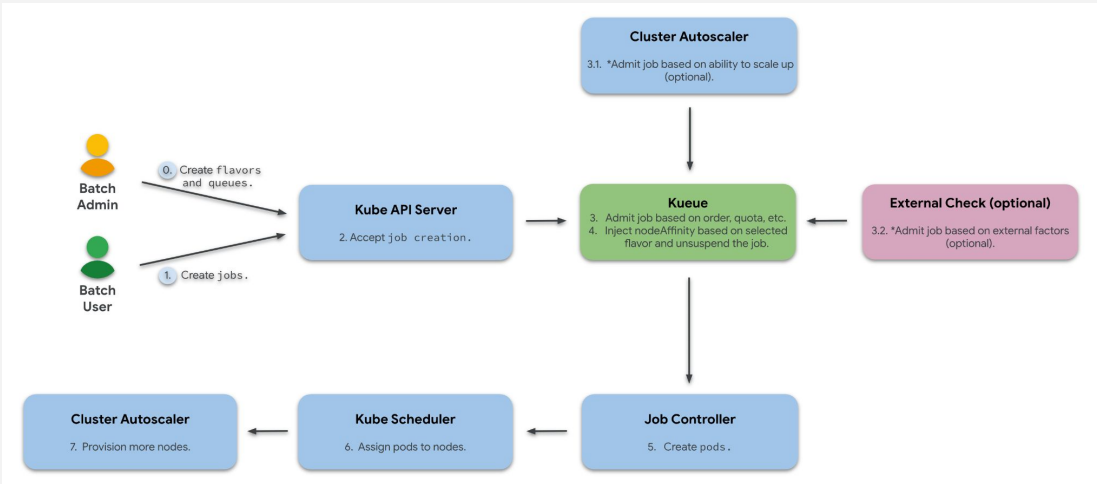 Cluster Autoscaler
3.1. *Admit job based on ability to scale up
(optional).
0. Create flavors
and queues.
Batch
Admin
Kube API Server
2. Accept job creation.
Kueue
3. Admit job based on order, quota, etc.
4. Inject nodeAffinity based on selected
flavor and unsuspend the job.
External Check (optional)
3.2. *Admit job based on external factors
(optional).
1. Create jobs.
Batch
User
Cluster Autoscaler
7. Provision more nodes.
Kube Scheduler
6. Assign pods to nodes.
Job Controller
5. Create pods.